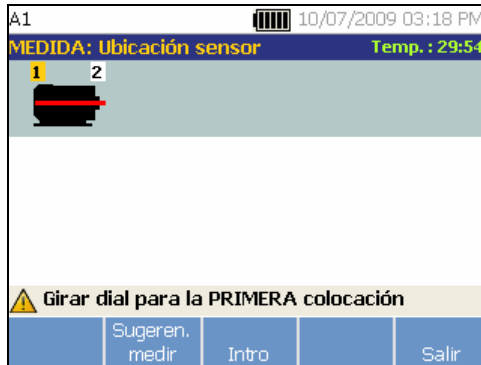 A1 10/07/2009 03:18 PM
MEDIDA: Ubicación sensor Temp. : 29:54
1 2
Girar dial para la PRIMERA colocación
Sugeren.
medir Intro Salir